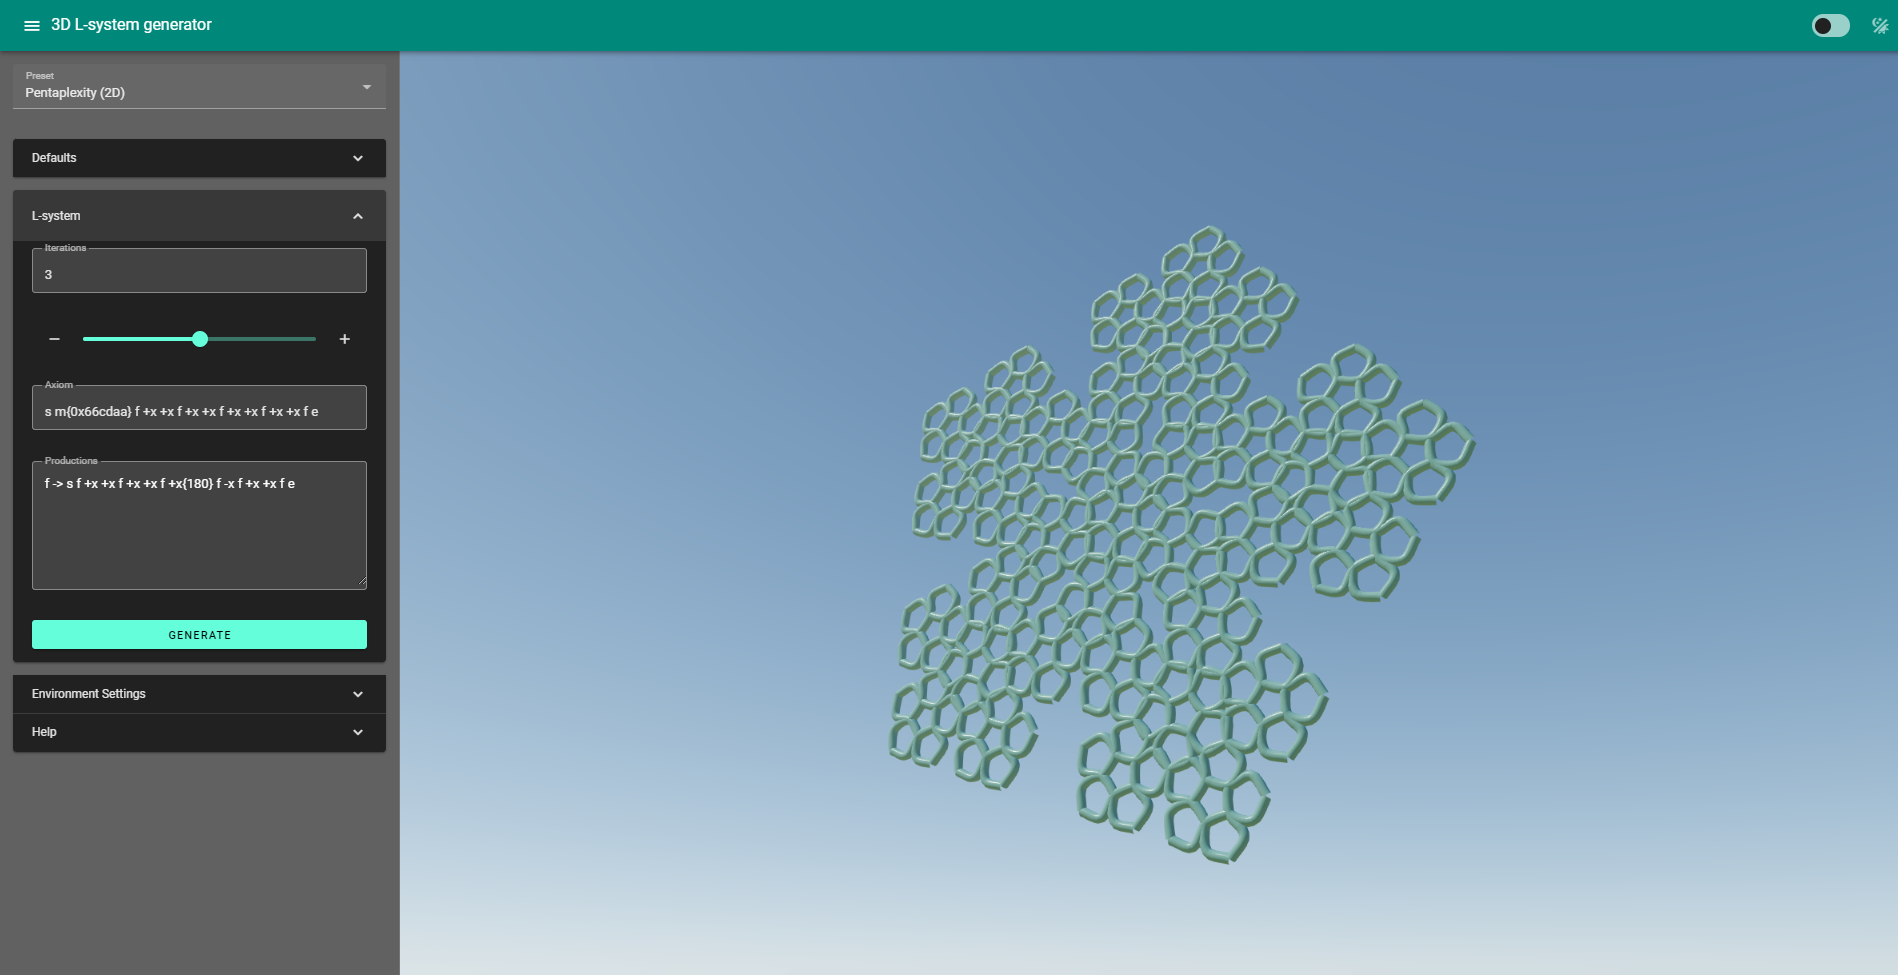 3D L-system generator
Preset
Pentaplexity (2D)
Defaults
L-system
Iterations
3
Axiom
s m{0x66cdaa} f +x +x f +x +x f +x +x f +x +x f e
Productions
f -> s f +x +x f +x +x f +x{180} f -x f +x +x f e
GENERATE
Environment Settings
Help